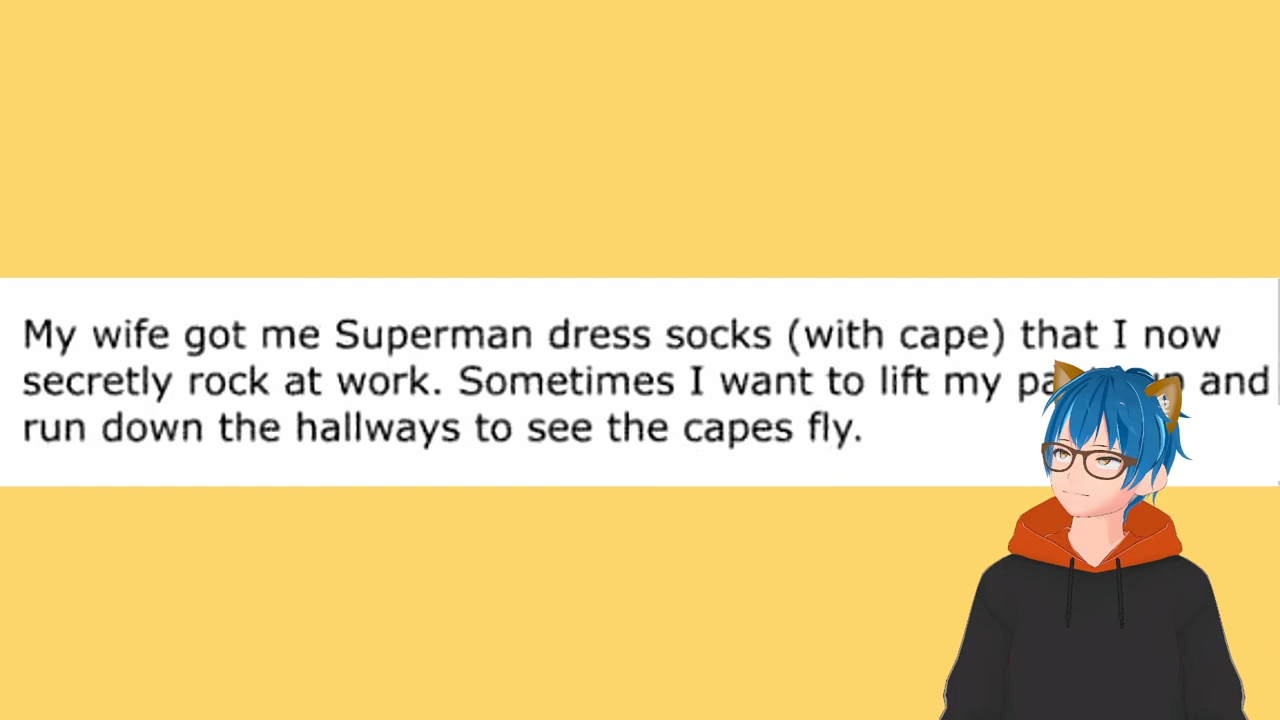 My wife got me Superman dress socks (with cape) that I now
secretly rock at work. Sometimes I want to lift my and
run down the hallways to see the capes fly.